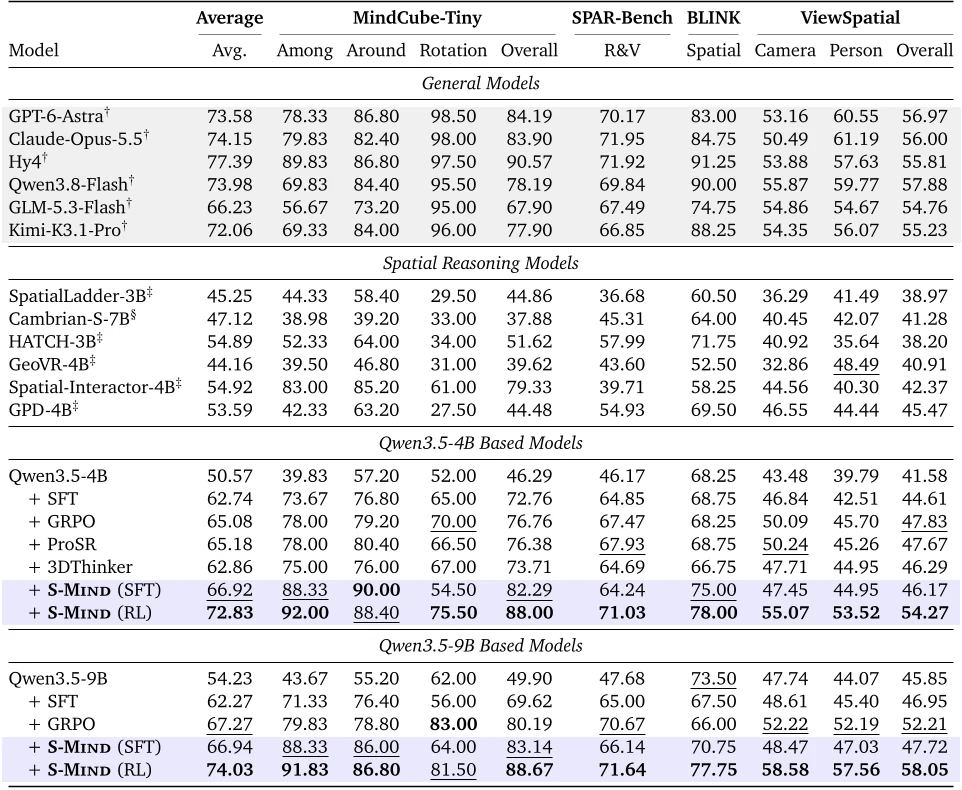 Average MindCube-Tiny SPAR-Bench BLINK ViewSpatial
Model Avg. Among Around Rotation Overall R&V Spatial Camera Person Overall
General Models
GPT-6-Astra† 73.58 78.33 86.80 98.50 84.19 70.17 83.00 53.16 60.55 56.97
Claude-Opus-5.5† 74.15 79.83 82.40 98.00 83.90 71.95 84.75 50.49 61.19 56.00
Hy4† 77.39 89.83 86.80 97.50 90.57 71.92 91.25 53.88 57.63 55.81
Qwen3.8-Flash† 73.98 69.83 84.40 95.50 78.19 69.84 90.00 55.87 59.77 57.88
GLM-5.3-Flash† 66.23 56.67 73.20 95.00 67.90 67.49 74.75 54.86 54.67 54.76
Kimi-K3.1-Pro† 72.06 69.33 84.00 96.00 77.90 66.85 88.25 54.35 56.07 55.23
Spatial Reasoning Models
SpatialLadder-3B‡ 45.25 44.33 58.40 29.50 44.86 36.68 60.50 36.29 41.49 38.97
Cambrian-S-7B§ 47.12 38.98 39.20 33.00 37.88 45.31 64.00 40.45 42.07 41.28
HATCH-3B‡ 54.89 52.33 64.00 34.00 51.62 57.99 71.75 40.92 35.64 38.20
GeoVR-4B‡ 44.16 39.50 46.80 31.00 39.62 43.60 52.50 32.86 48.49 40.91
Spatial-Interactor-4B‡ 54.92 83.00 85.20 61.00 79.33 39.71 58.25 44.56 40.30 42.37
GPD-4B‡ 53.59 42.33 63.20 27.50 44.48 54.93 69.50 46.55 44.44 45.47
Qwen3.5-4B Based Models
Qwen3.5-4B 50.57 39.83 57.20 52.00 46.29 46.17 68.25 43.48 39.79 41.58
+ SFT 62.74 73.67 76.80 65.00 72.76 64.85 68.75 46.84 42.51 44.61
+ GRPO 65.08 78.00 79.20 70.00 76.76 67.47 68.25 50.09 45.70 47.83
+ ProSR 65.18 78.00 80.40 66.50 76.38 67.93 68.75 50.24 45.26 47.67
+ 3DThinker 62.86 75.00 76.00 67.00 73.71 64.69 66.75 47.71 44.95 46.29
+ S-MIND (SFT) 66.92 88.33 90.00 54.50 82.29 64.24 75.00 47.45 44.95 46.17
+ S-MIND (RL) 72.83 92.00 88.40 75.50 88.00 71.03 78.00 55.07 53.52 54.27
Qwen3.5-9B Based Models
Qwen3.5-9B 54.23 43.67 55.20 62.00 49.90 47.68 73.50 47.74 44.07 45.85
+ SFT 62.27 71.33 76.40 56.00 69.62 65.00 67.50 48.61 45.40 46.95
+ GRPO 67.27 79.83 78.80 83.00 80.19 70.67 66.00 52.22 52.19 52.21
+ S-MIND (SFT) 66.94 88.33 86.00 64.00 83.14 66.14 70.75 48.47 47.03 47.72
+ S-MIND (RL) 74.03 91.83 86.80 81.50 88.67 71.64 77.75 58.58 57.56 58.05